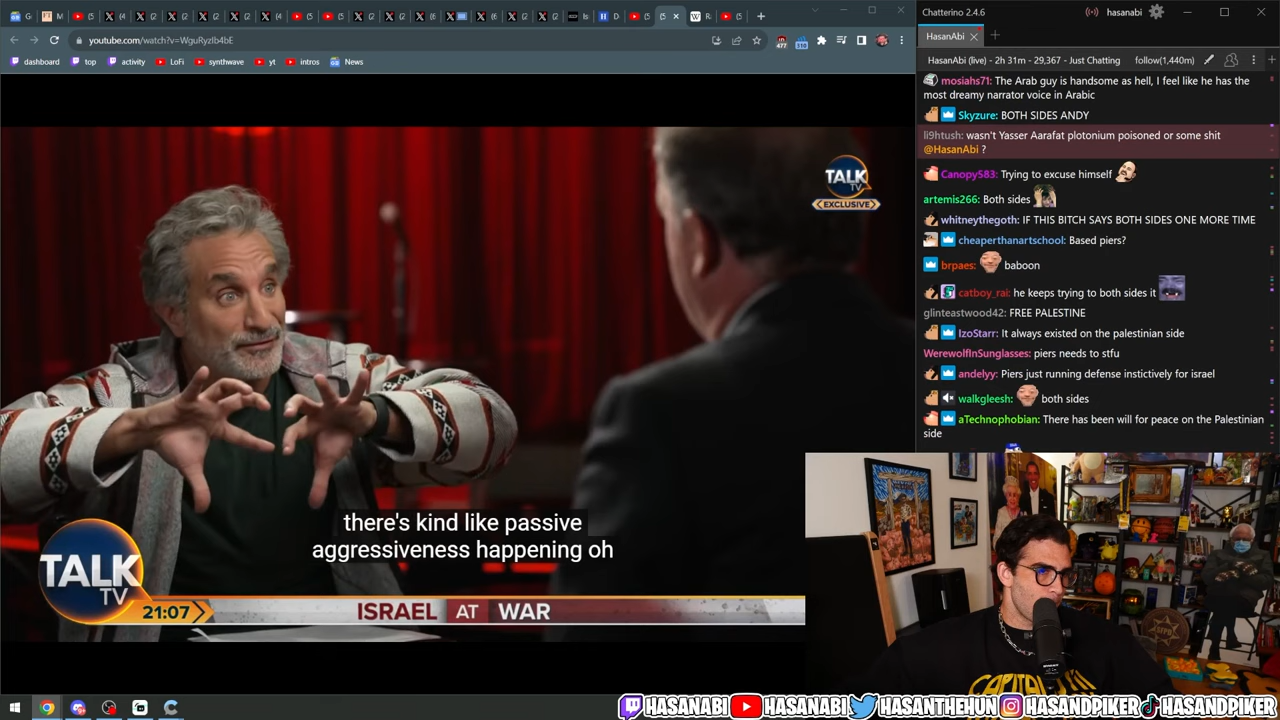 youtube.com/watch?v=WguRyzIb4bE
dashboard
top
activity
LoFi
synthwave
yt
intros
News
477
310
TALK
TV
EXCLUSIVE
there's kind like passive
aggressiveness happening oh
TALK
TV
21:07
ISRAEL AT WAR
Chatterino 2.4.6
hasanabi
HasanAbi
HasanAbi (live) - 2h 31m - 29,367 - Just Chatting
follow(1,440m)
mosiahs71: The Arab guy is handsome as hell, I feel like he has the
most dreamy narrator voice in Arabic
Skyzure: BOTH SIDES ANDY
li9htush: wasn't Yasser Aarafat plotonium poisoned or some shit
@HasanAbi ?
Canopy583: Trying to excuse himself
artemis266: Both sides
whitneythegoth: IF THIS BITCH SAYS BOTH SIDES ONE MORE TIME
cheaperthanartschool: Based piers?
brpaes: baboon
catboy_rai: he keeps trying to both sides it
glinteastwood42: FREE PALESTINE
IzoStarr: It always existed on the palestinian side
WerewolfInSunglasses: piers needs to stfu
andelyy: Piers just running defense instictively for israel
walkgleesh: both sides
aTechnophobian: There has been will for peace on the Palestinian
side
HASANABI
HASANABI
HASANTHEHUN
HASANDPIKER
HASANDPIKER